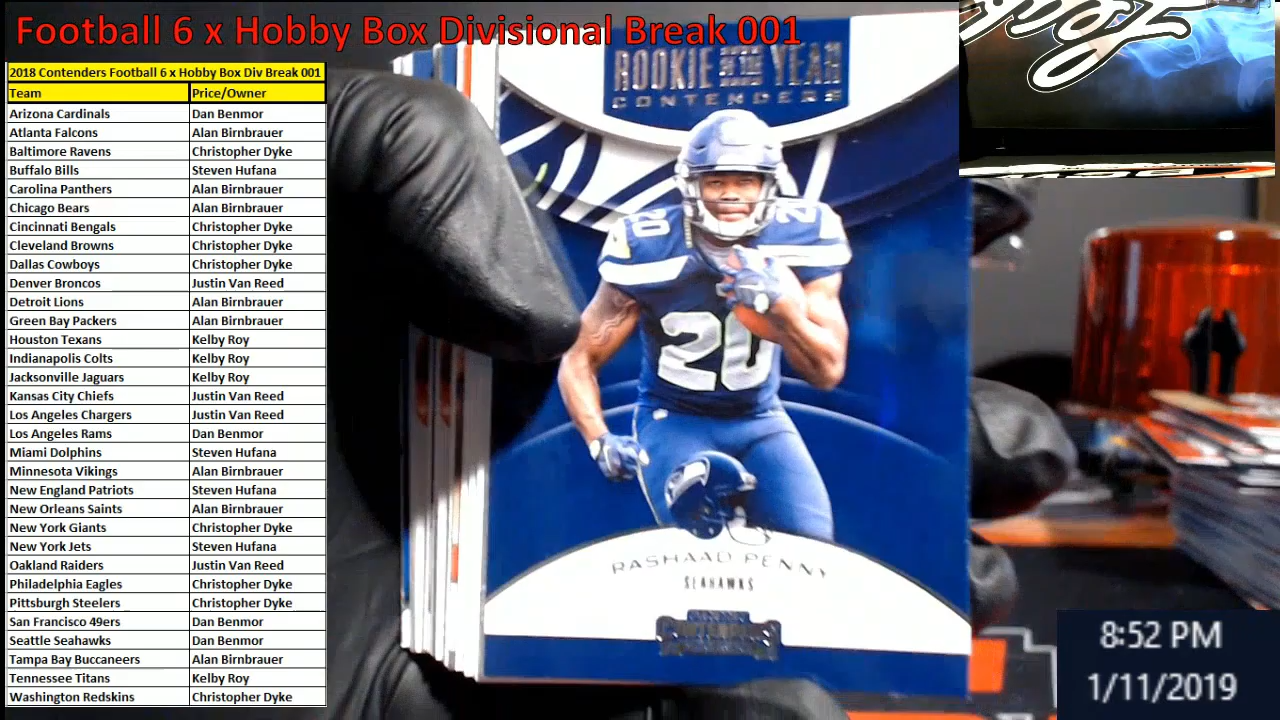 Football 6 x Hobby Box Divisional Break 001
2018 Contenders Football 6 x Hobby Box Div Break 001
Team Price/Owner
Arizona Cardinals Dan Benmor
Atlanta Falcons Alan Birnbrauer
Baltimore Ravens Christopher Dyke
Buffalo Bills Steven Hufana
Carolina Panthers Alan Birnbrauer
Chicago Bears Alan Birnbrauer
Cincinnati Bengals Christopher Dyke
Cleveland Browns Christopher Dyke
Dallas Cowboys Christopher Dyke
Denver Broncos Justin Van Reed
Detroit Lions Alan Birnbrauer
Green Bay Packers Alan Birnbrauer
Houston Texans Kelby Roy
Indianapolis Colts Kelby Roy
Jacksonville Jaguars Kelby Roy
Kansas City Chiefs Justin Van Reed
Los Angeles Chargers Justin Van Reed
Los Angeles Rams Dan Benmor
Miami Dolphins Steven Hufana
Minnesota Vikings Alan Birnbrauer
New England Patriots Steven Hufana
New Orleans Saints Alan Birnbrauer
New York Giants Christopher Dyke
New York Jets Steven Hufana
Oakland Raiders Justin Van Reed
Philadelphia Eagles Christopher Dyke
Pittsburgh Steelers Christopher Dyke
San Francisco 49ers Dan Benmor
Seattle Seahawks Dan Benmor
Tampa Bay Buccaneers Alan Birnbrauer
Tennessee Titans Kelby Roy
Washington Redskins Christopher Dyke
ROOKIE OF THE YEAR
CONTENDERS
20
20
RASHAAD PENNY
SEAHAWKS
8:52 PM
1/11/2019